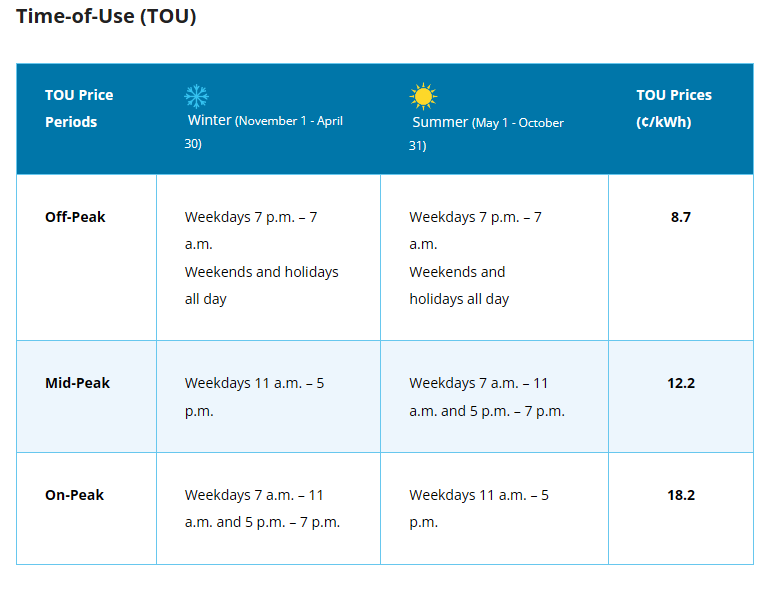 Time-of-Use (TOU)
TOU Price
Periods
Winter (November 1 - April
30)
Summer (May 1 - October
31)
TOU Prices
(¢/kWh)
Off-Peak
Weekdays 7 p.m. – 7
a.m.
Weekends and holidays
all day
Weekdays 7 p.m. – 7
a.m.
Weekends and
holidays all day
8.7
Mid-Peak
Weekdays 11 a.m. – 5
p.m.
Weekdays 7 a.m. – 11
a.m. and 5 p.m. – 7 p.m.
12.2
On-Peak
Weekdays 7 a.m. – 11
a.m. and 5 p.m. – 7 p.m.
Weekdays 11 a.m. – 5
p.m.
18.2